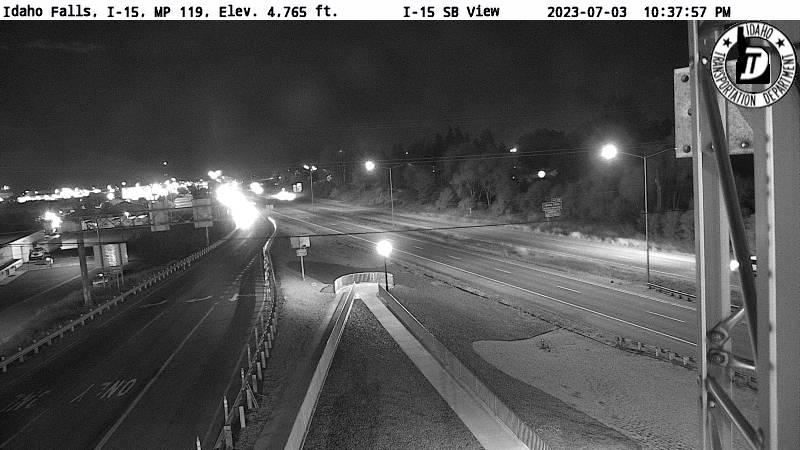 Idaho Falls, I-15, MP 119, Elev. 4,765 ft. I-15 SB View 2023-07-03 10:37:57 PM
★ IDAHO ★
TRANSPORTATION DEPARTMENT
ONLY